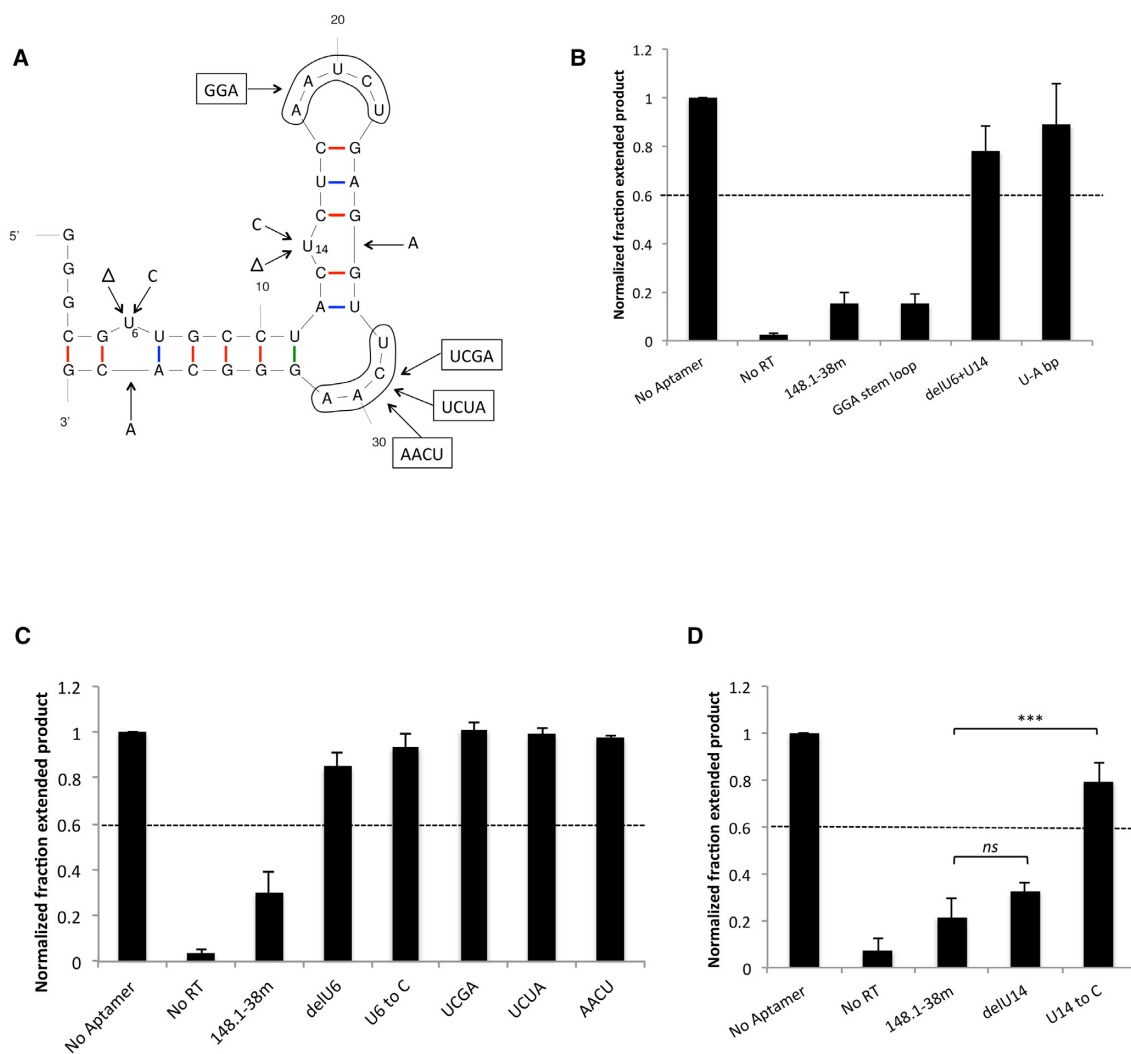 A
20
GGA
A A U C U
C G
U A
C G
C U 14 A
Δ
C G
10
A U
5' G
G
G
Δ C
C G U 6 U G C C U
G C A C G G G
A
3'
U C A A
30
UCGA
UCUA
AACU
B
Normalized fraction extended product
1.2
1
0.8
0.6
0.4
0.2
0
No Aptamer
No RT
148.1-38m
GGA stem loop
delU6+U14
U-A bp
C
Normalized fraction extended product
1.2
1
0.8
0.6
0.4
0.2
0
No Aptamer
No RT
148.1-38m
delU6
U6 to C
UCGA
UCUA
AACU
D
Normalized fraction extended product
1.2
1
0.8
0.6
0.4
0.2
0
***
ns
No Aptamer
No RT
148.1-38m
delU14
U14 to C